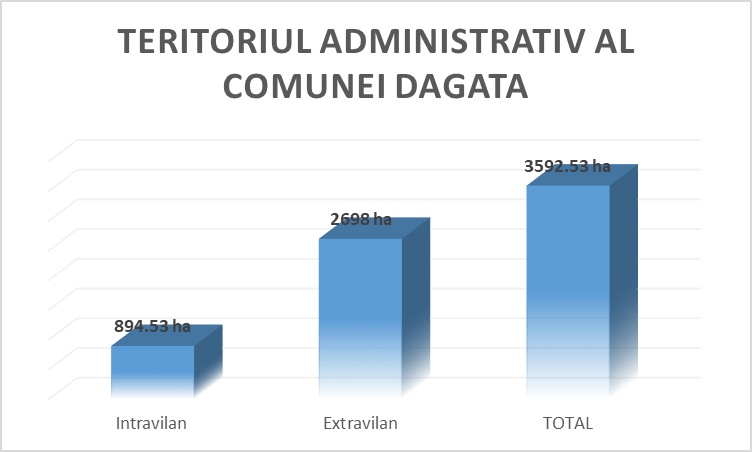 TERITORIUL ADMINISTRATIV AL
COMUNEI DAGATA
894.53 ha
2698 ha
3592.53 ha
Intravilan
Extravilan
TOTAL